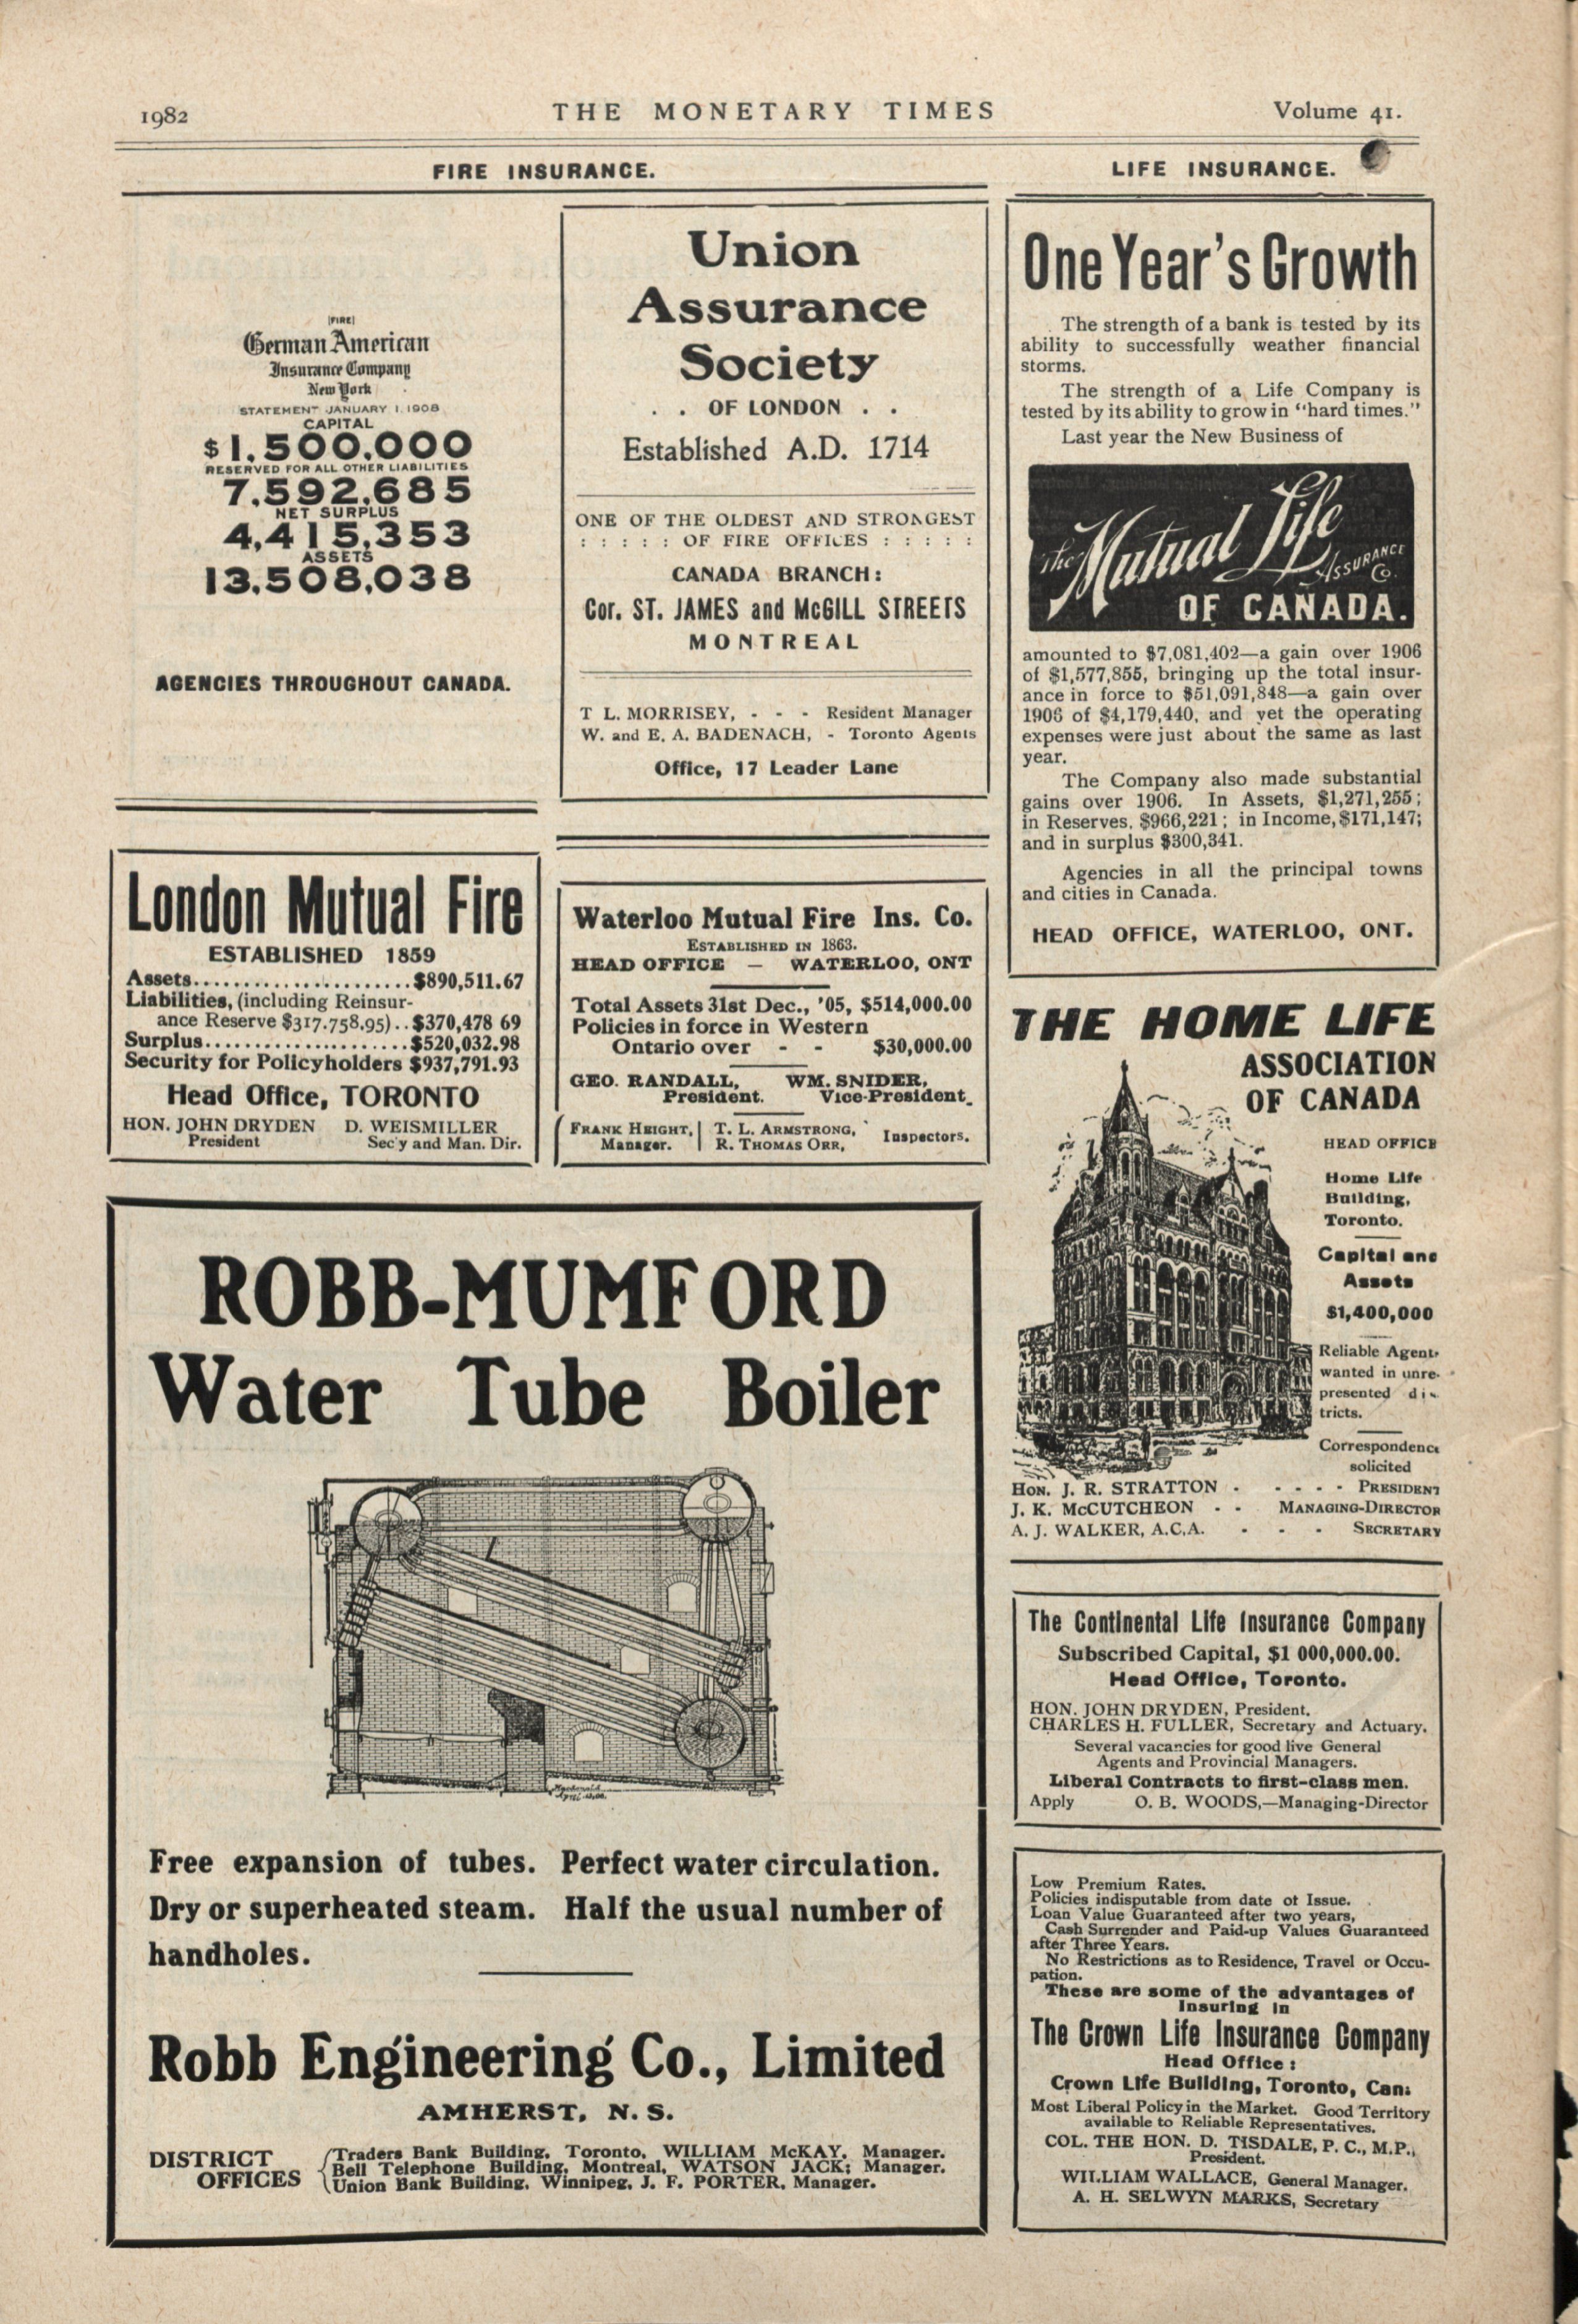 1982
THE MONETARY TIMES
Volume 41.
FIRE INSURANCE.
[FIRE]
German American
Insurance Company
New York
STATEMENT JANUARY 1, 1908
CAPITAL
$1,500,000
RESERVED FOR ALL OTHER LIABILITIES
7,592,685
NET SURPLUS
4,415,353
ASSETS
13,508,038
AGENCIES THROUGHOUT CANADA.
Union
Assurance
Society
. . OF LONDON . .
Established A.D. 1714
ONE OF THE OLDEST AND STRONGEST
: : : : : OF FIRE OFFICES : : : : :
CANADA BRANCH:
Cor. ST. JAMES and McGILL STREETS
MONTREAL
T L. MORRISEY, - - - Resident Manager
W. and E. A. BADENACH, - Toronto Agents
Office, 17 Leader Lane
London Mutual Fire
ESTABLISHED 1859
Assets......................$890,511.67
Liabilities, (including Reinsur-
ance Reserve $317.758.95)..$370,478 69
Surplus.....................$520,032.98
Security for Policyholders $937,791.93
Head Office, TORONTO
HON. JOHN DRYDEN D. WEISMILLER
President Sec'y and Man. Dir.
Waterloo Mutual Fire Ins. Co.
ESTABLISHED IN 1863.
HEAD OFFICE — WATERLOO, ONT
Total Assets 31st Dec., '05, $514,000.00
Policies in force in Western
Ontario over - - $30,000.00
GEO. RANDALL, WM. SNIDER,
President. Vice-President.
FRANK HEIGHT, T. L. ARMSTRONG,
Manager. R. THOMAS ORR, Inspectors.
ROBB-MUMFORD
Water Tube Boiler
Free expansion of tubes. Perfect water circulation.
Dry or superheated steam. Half the usual number of
handholes.
Robb Engineering Co., Limited
AMHERST, N. S.
DISTRICT
OFFICES
Traders Bank Building, Toronto, WILLIAM McKAY, Manager.
Bell Telephone Building, Montreal, WATSON JACK; Manager.
Union Bank Building, Winnipeg, J. F. PORTER, Manager.
LIFE INSURANCE.
One Year's Growth
The strength of a bank is tested by its
ability to successfully weather financial
storms.
The strength of a Life Company is
tested by its ability to grow in "hard times."
Last year the New Business of
The Mutual Life
ASSURANCE
Co.
OF CANADA.
amounted to $7,081,402—a gain over 1906
of $1,577,855, bringing up the total insur-
ance in force to $51,091,848—a gain over
1906 of $4,179,440, and yet the operating
expenses were just about the same as last
year.
The Company also made substantial
gains over 1906. In Assets, $1,271,255;
in Reserves, $966,221; in Income, $171,147;
and in surplus $300,341.
Agencies in all the principal towns
and cities in Canada.
HEAD OFFICE, WATERLOO, ONT.
THE HOME LIFE
ASSOCIATION
OF CANADA
HEAD OFFICE
Home Life
Building,
Toronto.
Capital and
Assets
$1,400,000
Reliable Agents
wanted in unre-
presented dis-
tricts.
Correspondence
solicited
HON. J. R. STRATTON - - - - - PRESIDENT
J. K. McCUTCHEON - - MANAGING-DIRECTOR
A. J. WALKER, A.C.A. - - - SECRETARY
The Continental Life Insurance Company
Subscribed Capital, $1 000,000.00.
Head Office, Toronto.
HON. JOHN DRYDEN, President.
CHARLES H. FULLER, Secretary and Actuary.
Several vacancies for good live General
Agents and Provincial Managers.
Liberal Contracts to first-class men.
Apply O. B. WOODS,—Managing-Director
Low Premium Rates.
Policies indisputable from date of Issue.
Loan Value Guaranteed after two years,
Cash Surrender and Paid-up Values Guaranteed
after Three Years.
No Restrictions as to Residence, Travel or Occu-
pation.
These are some of the advantages of
Insuring in
The Crown Life Insurance Company
Head Office:
Crown Life Building, Toronto, Can.
Most Liberal Policy in the Market. Good Territory
available to Reliable Representatives.
COL. THE HON. D. TISDALE, P. C., M.P.,
President.
WILLIAM WALLACE, General Manager.
A. H. SELWYN MARKS, Secretary